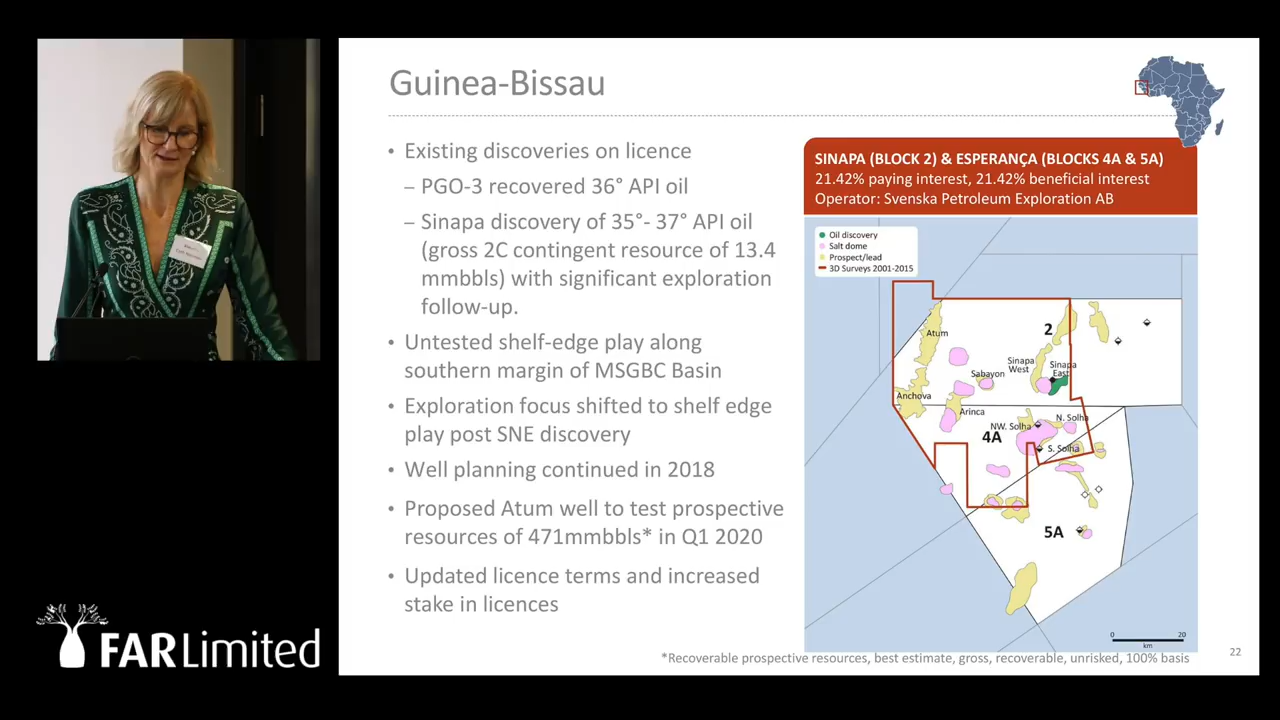 Guinea-Bissau
• Existing discoveries on licence
– PGO-3 recovered 36° API oil
– Sinapa discovery of 35°- 37° API oil
(gross 2C contingent resource of 13.4
mmbbls) with significant exploration
follow-up.
• Untested shelf-edge play along
southern margin of MSGBC Basin
• Exploration focus shifted to shelf edge
play post SNE discovery
• Well planning continued in 2018
• Proposed Atum well to test prospective
resources of 471mmbbls* in Q1 2020
• Updated licence terms and increased
stake in licences
SINAPA (BLOCK 2) & ESPERANÇA (BLOCKS 4A & 5A)
21.42% paying interest, 21.42% beneficial interest
Operator: Svenska Petroleum Exploration AB
Oil discovery
Salt dome
Prospect/lead
3D Surveys 2001-2015
2
Atum
Sinapa
West
Sinapa
East
Sabayon
Anchova
Arinca
N. Solha
NW. Solha
4A
S. Solha
5A
0 20
km
*Recoverable prospective resources, best estimate, gross, recoverable, unrisked, 100% basis
22
FAR Limited